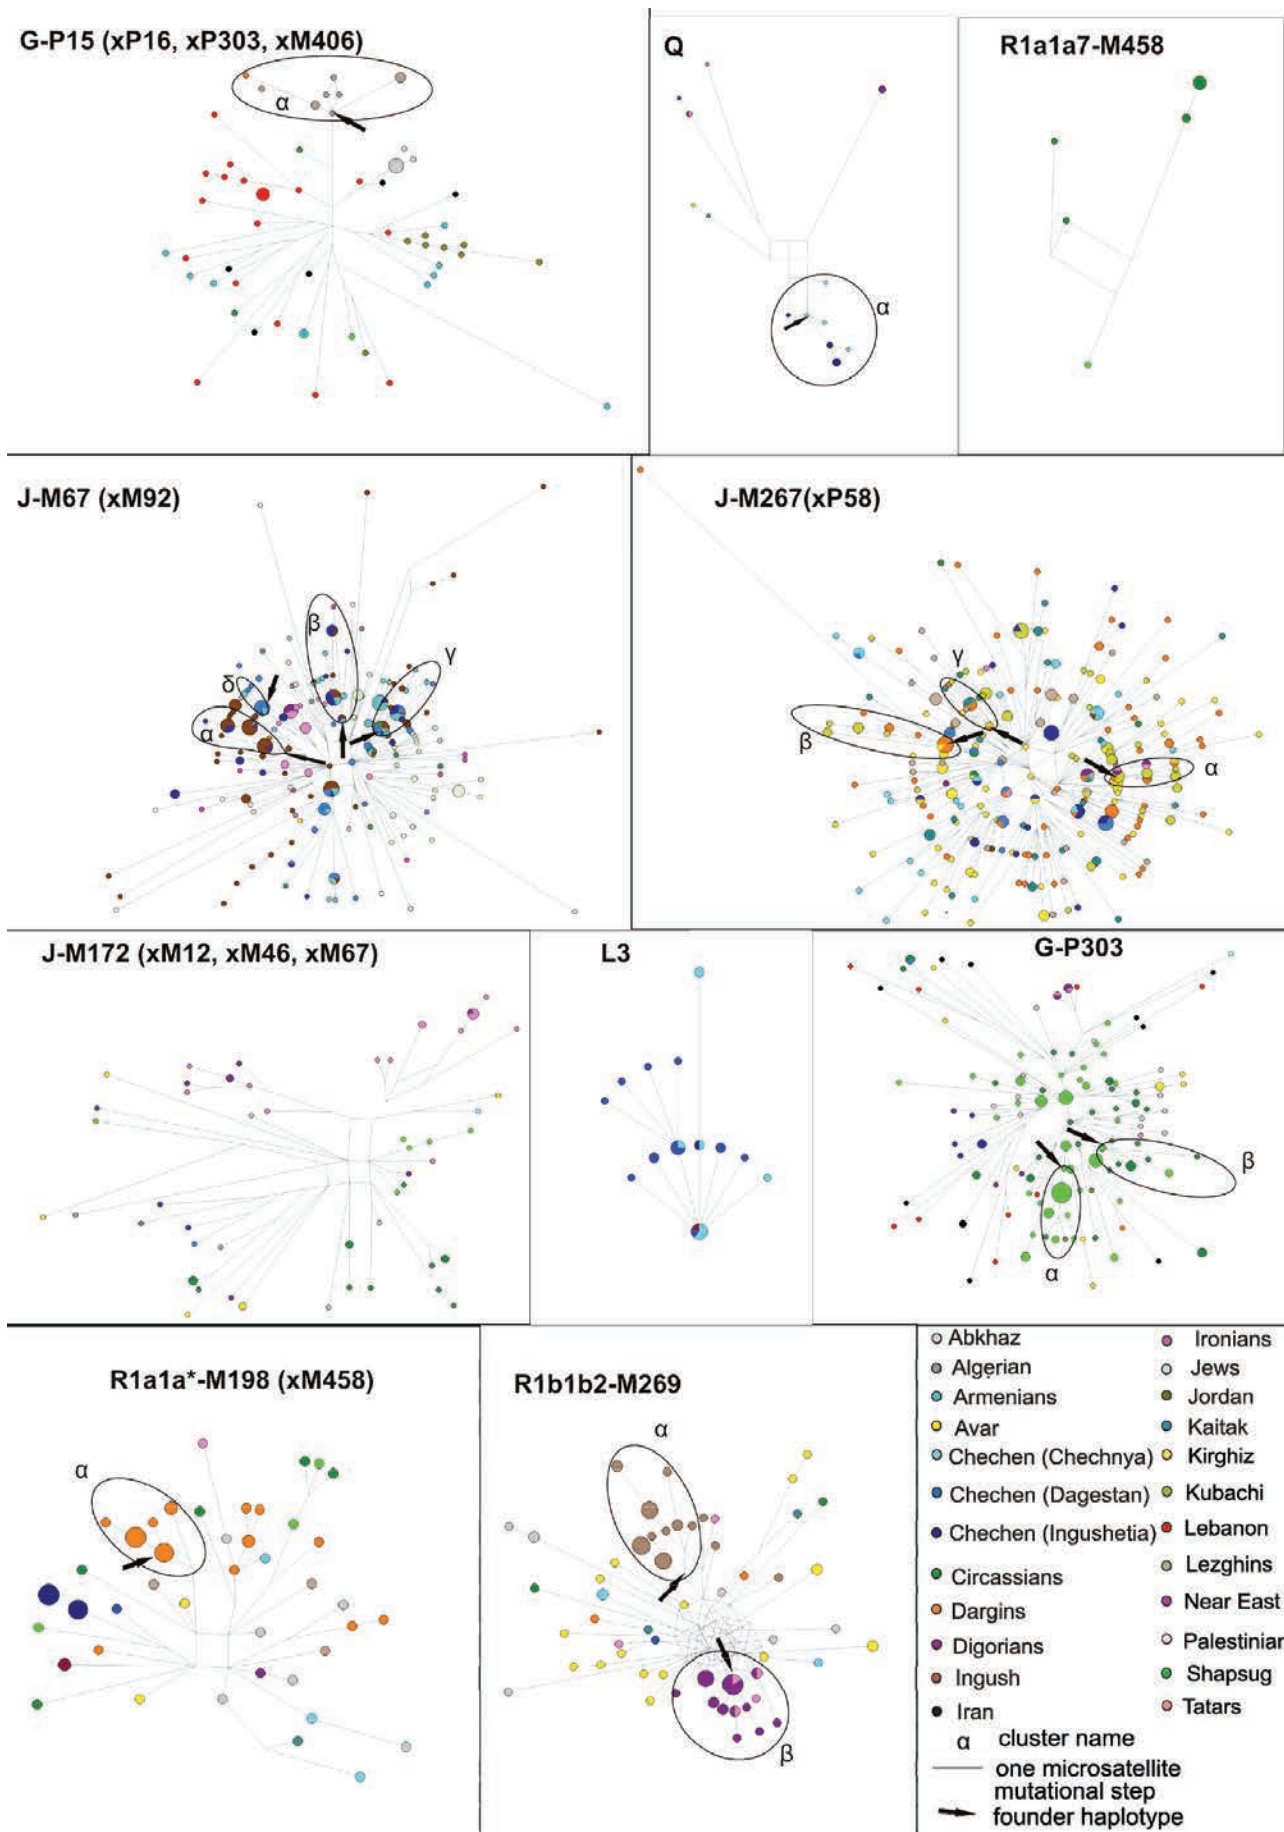 G-P15 (xP16, xP303, xM406)
α
Q
α
R1a1a7-M458
J-M67 (xM92)
β
γ
δ
α
J-M267(xP58)
γ
β
α
J-M172 (xM12, xM46, xM67)
L3
G-P303
β
α
R1a1a*-M198 (xM458)
α
R1b1b2-M269
α
β
Abkhaz
Algerian
Armenians
Avar
Chechen (Chechnya)
Chechen (Dagestan)
Chechen (Ingushetia)
Circassians
Dargins
Digorians
Ingush
Iran
Ironians
Jews
Jordan
Kaitak
Kirghiz
Kubachi
Lebanon
Lezghins
Near East
Palestinian
Shapsug
Tatars
α cluster name
one microsatellite
mutational step
founder haplotype